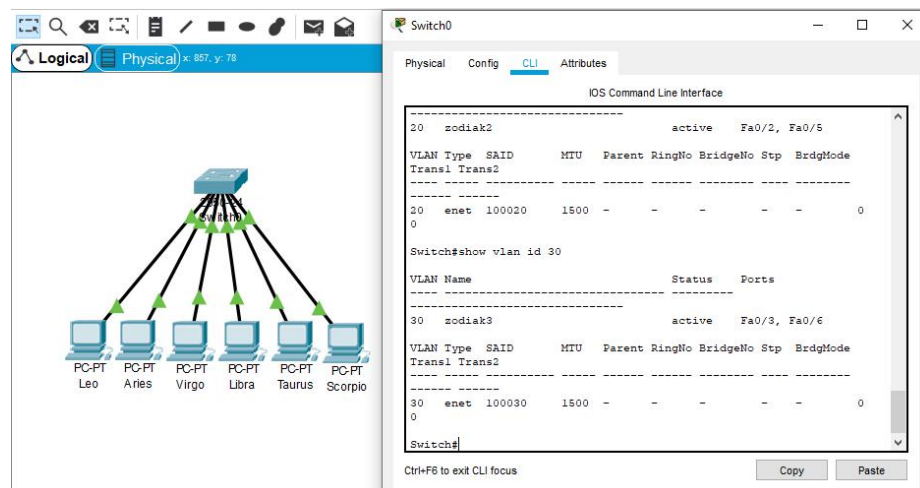 Logical
Physical x: 857, y: 78
Switch0
PC-PT
Leo
PC-PT
Aries
PC-PT
Virgo
PC-PT
Libra
PC-PT
Taurus
PC-PT
Scorpio
Switch0
Physical Config CLI Attributes
IOS Command Line Interface
---------------------------------
20 zodiak2 active Fa0/2, Fa0/5
VLAN Type SAID MTU Parent RingNo BridgeNo Stp BrdgMode
Trans1 Trans2
---- ----- ---------- ----- ------ ------ -------- ---- --------
------ ------
20 enet 100020 1500 - - - - - 0
0
Switch#show vlan id 30
VLAN Name Status Ports
---- -------------------------------- ---------
-------------------------------
30 zodiak3 active Fa0/3, Fa0/6
VLAN Type SAID MTU Parent RingNo BridgeNo Stp BrdgMode
Trans1 Trans2
---- ----- ---------- ----- ------ ------ -------- ---- --------
------ ------
30 enet 100030 1500 - - - - - 0
0
Switch#
Ctrl+F6 to exit CLI focus
Copy
Paste